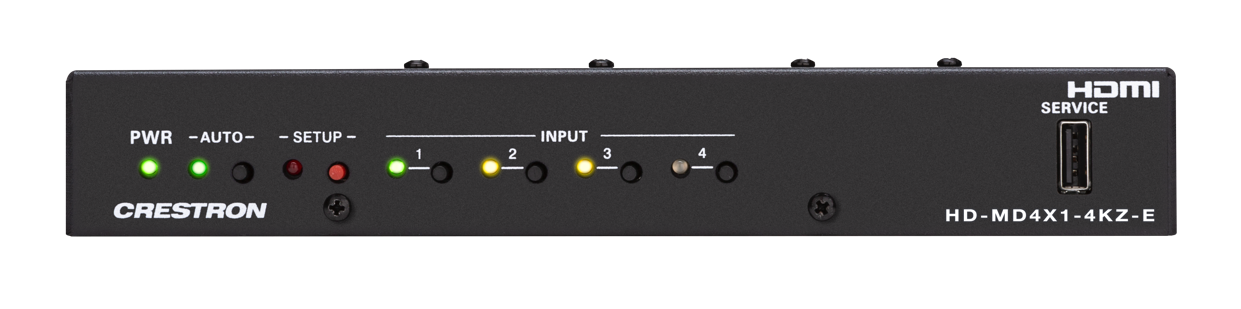 HDMI
SERVICE
PWR -AUTO- -SETUP- INPUT
1 2 3 4
CRESTRON
HD-MD4X1-4KZ-E